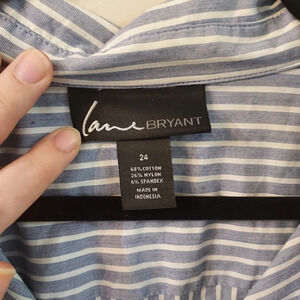 Lane BRYANT
24
68% COTTON
26% NYLON
6% SPANDEX
MADE IN
INDONESIA